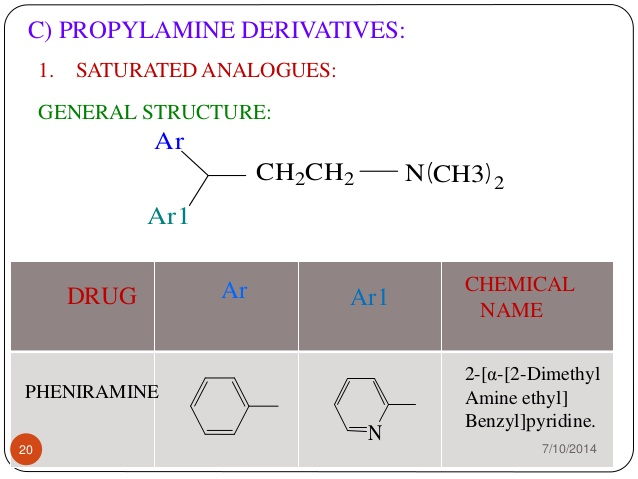 C) PROPYLAMINE DERIVATIVES:
1. SATURATED ANALOGUES:
GENERAL STRUCTURE:
Ar
CH2CH2 N(CH3)2
Ar1
DRUG
Ar
Ar1
CHEMICAL
NAME
PHENIRAMINE
N
2-[α-[2-Dimethyl
Amine ethyl]
Benzyl]pyridine.
20
7/10/2014